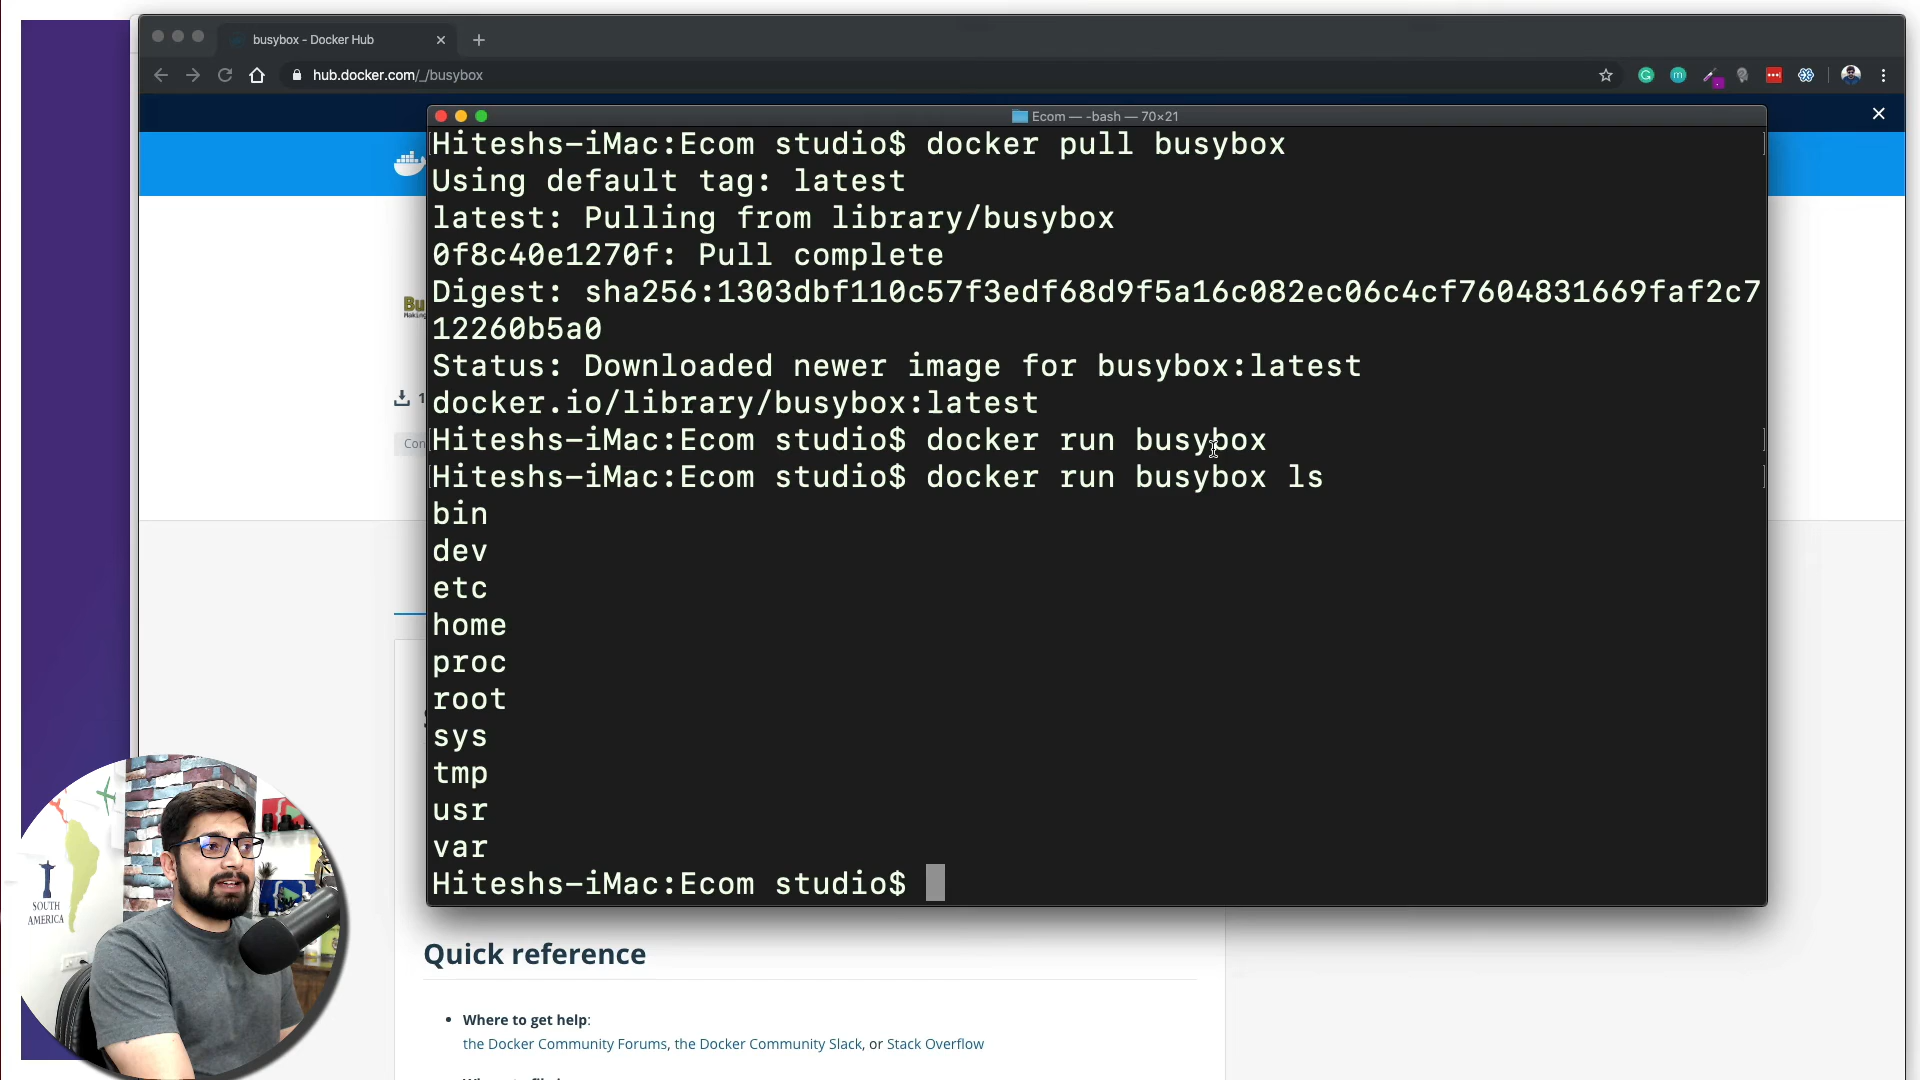 busybox - Docker Hub
hub.docker.com/_/busybox
Ecom — -bash — 70×21
Hiteshs-iMac:Ecom studio$ docker pull busybox
Using default tag: latest
latest: Pulling from library/busybox
0f8c40e1270f: Pull complete
Digest: sha256:1303dbf110c57f3edf68d9f5a16c082ec06c4cf7604831669faf2c7
12260b5a0
Status: Downloaded newer image for busybox:latest
docker.io/library/busybox:latest
Hiteshs-iMac:Ecom studio$ docker run busybox
Hiteshs-iMac:Ecom studio$ docker run busybox ls
bin
dev
etc
home
proc
root
sys
tmp
usr
var
Hiteshs-iMac:Ecom studio$
Bu
Making
1
Con
SOUTH
AMERICA
Quick reference
• Where to get help:
the Docker Community Forums, the Docker Community Slack, or Stack Overflow